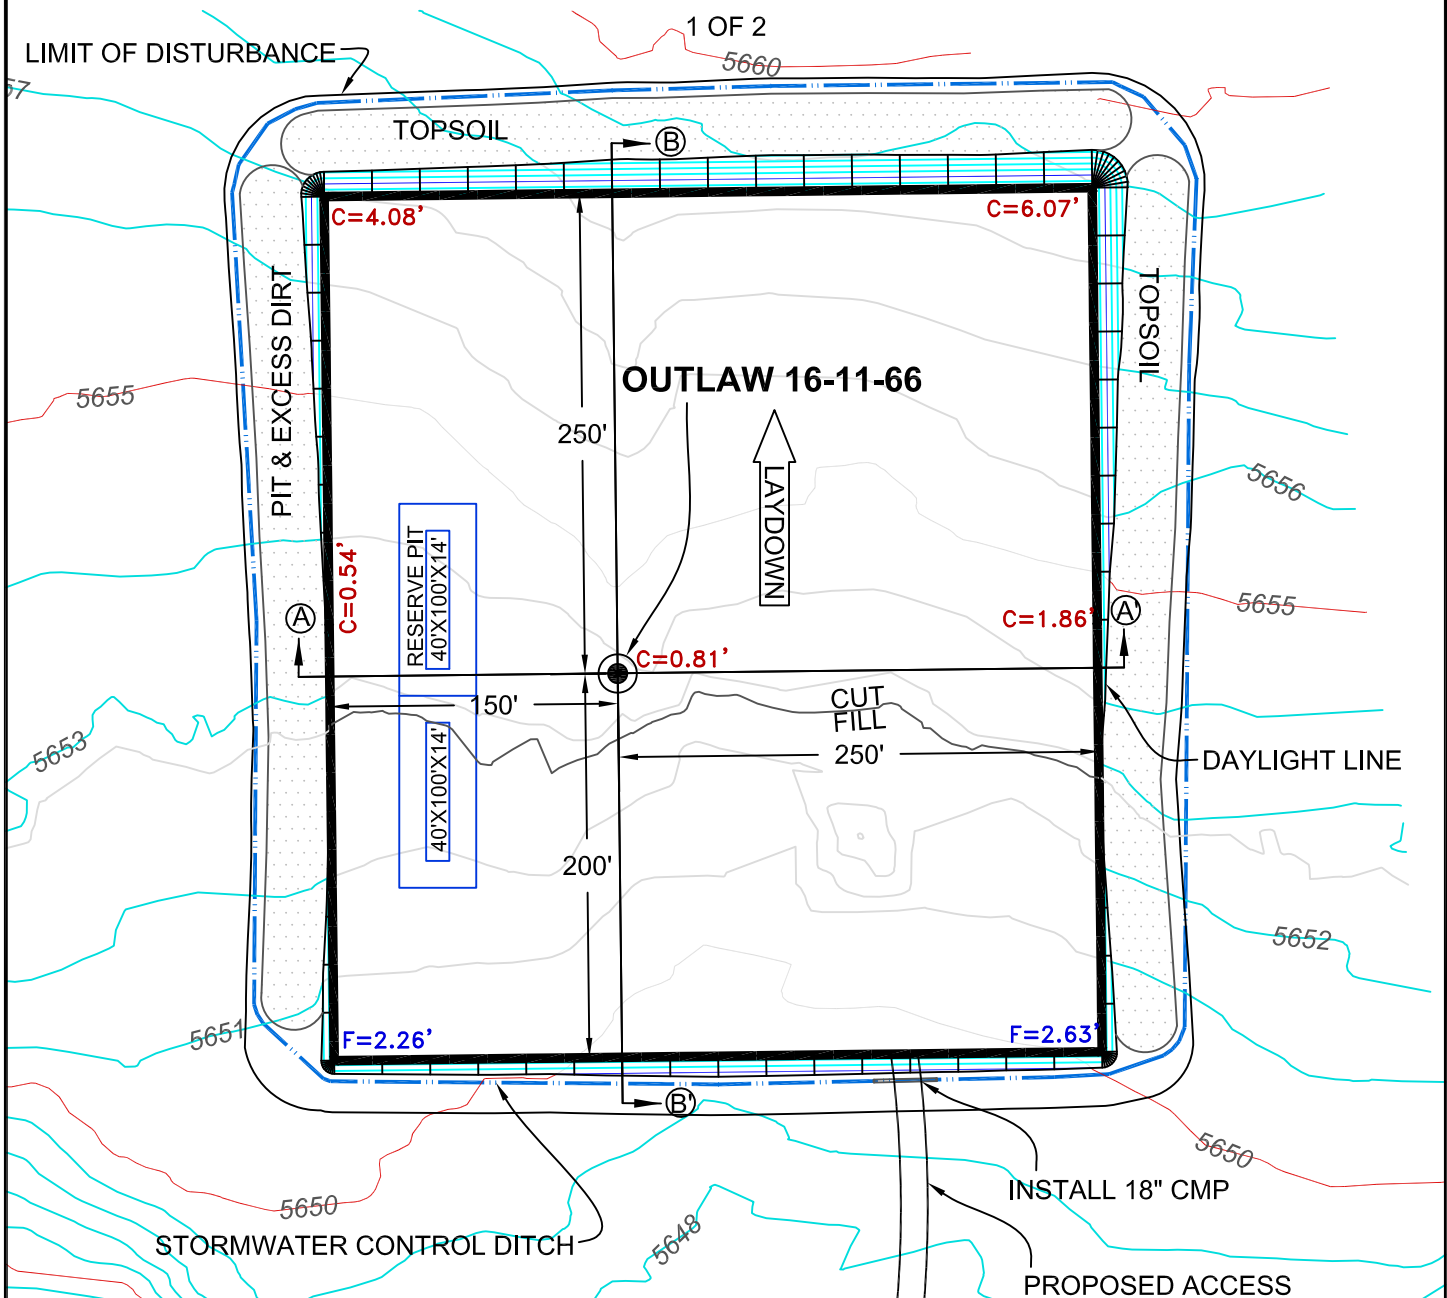 1 OF 2
LIMIT OF DISTURBANCE
5660
57
TOPSOIL
B
C=4.08'
C=6.07'
PIT & EXCESS DIRT
TOPSOIL
OUTLAW 16-11-66
5655
250'
LAYDOWN
5656
RESERVE PIT
40'X100'X14'
C=0.54'
5655
A
C=1.86'
A'
C=0.81'
150'
CUT
FILL
5653
250'
DAYLIGHT LINE
40'X100'X14'
200'
5652
5651
F=2.26'
F=2.63'
B'
5650
INSTALL 18" CMP
5650
5648
STORMWATER CONTROL DITCH
PROPOSED ACCESS